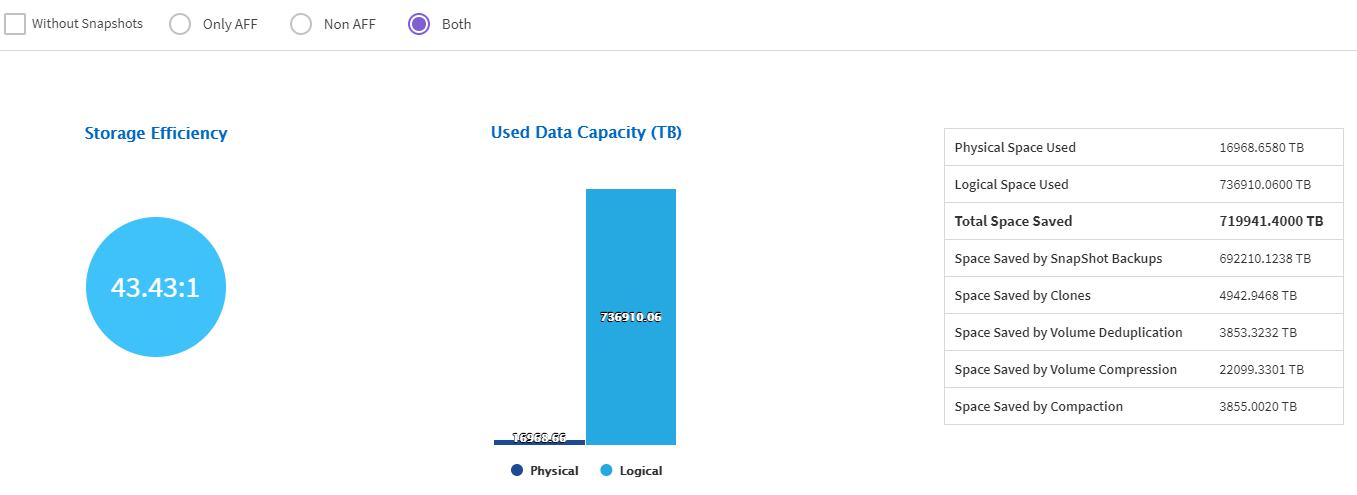 Without Snapshots Only AFF Non AFF Both
Storage Efficiency
43.43:1
Used Data Capacity (TB)
736910.06
16968.66
Physical Logical
Physical Space Used 16968.6580 TB
Logical Space Used 736910.0600 TB
Total Space Saved 719941.4000 TB
Space Saved by SnapShot Backups 692210.1238 TB
Space Saved by Clones 4942.9468 TB
Space Saved by Volume Deduplication 3853.3232 TB
Space Saved by Volume Compression 22099.3301 TB
Space Saved by Compaction 3855.0020 TB